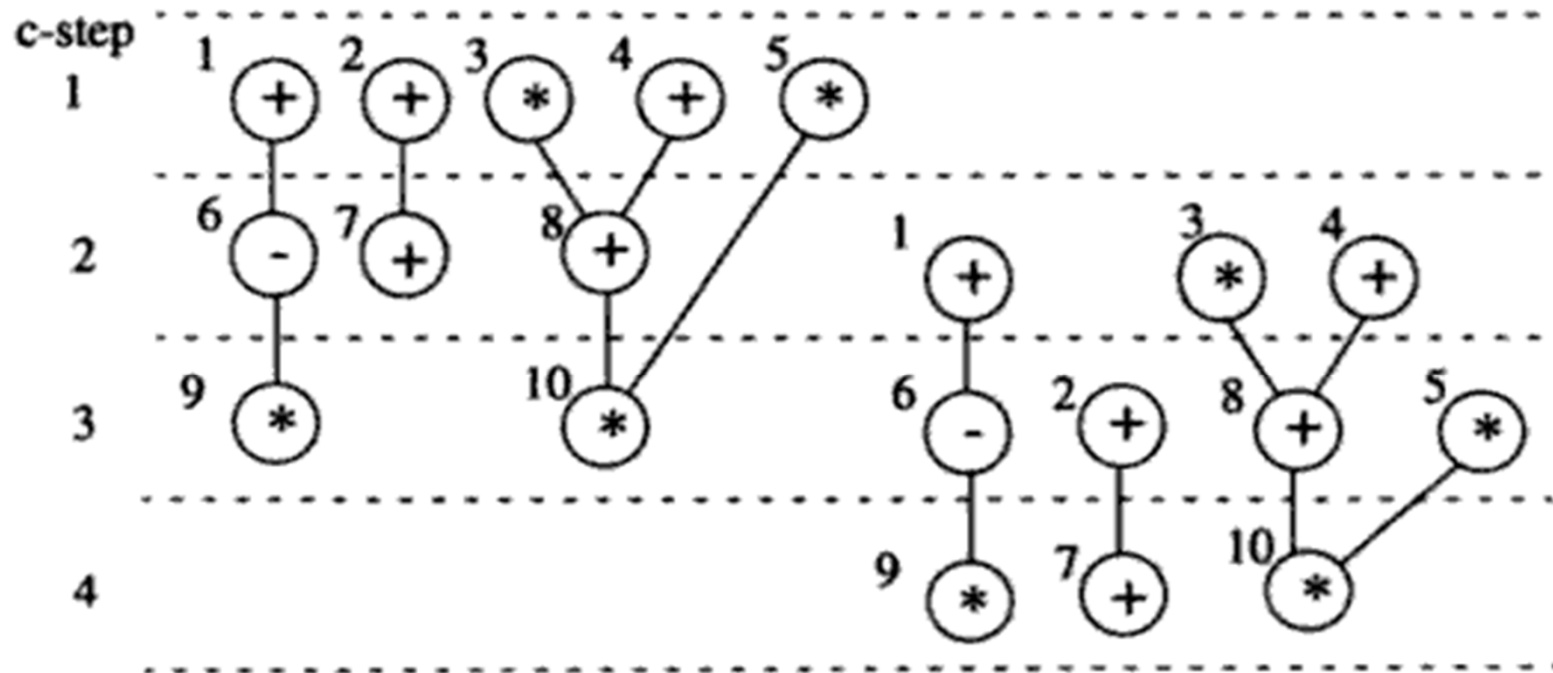 c-step
1 2 3 4 5
1 + + * + *
6 7 8 1 3 4
2 - + + + * +
9 10 6 2 8 5
3 * * - + + *
9 7 10
4 * + *